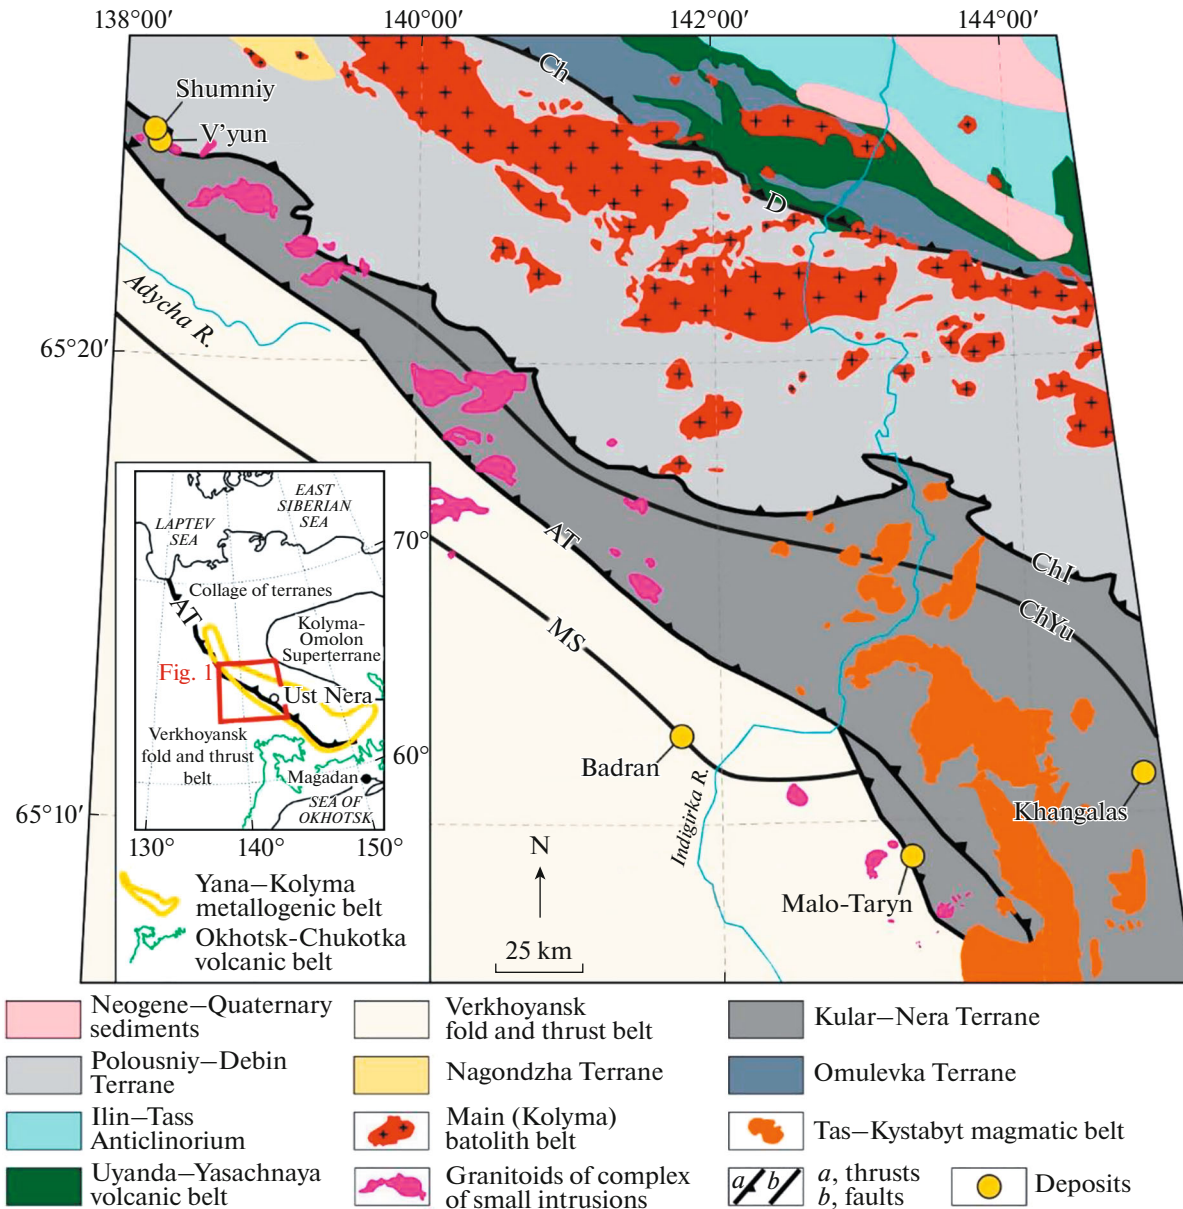 138°00′ 140°00′ 142°00′ 144°00′
Ch
Shumniy
V'yun
D
Adycha R.
65°20′
AT
ChI
ChYu
MS
Badran
Indigirka R.
Khangalas
65°10′
Malo-Taryn
N
25 km
EAST
SIBERIAN
SEA
LAPTEV
SEA
70°
Collage of terranes
AT
Kolyma-
Omolon
Superterrane
Fig. 1
Ust Nera
Verkhoyansk
fold and thrust
belt
60°
Magadan
SEA OF
OKHOTSK
130° 140° 150°
Yana–Kolyma
metallogenic belt
Okhotsk-Chukotka
volcanic belt
Neogene–Quaternary
sediments
Verkhoyansk
fold and thrust belt
Kular–Nera Terrane
Polousniy–Debin
Terrane
Nagondzha Terrane
Omulevka Terrane
Ilin–Tass
Anticlinorium
Main (Kolyma)
batolith belt
Tas–Kystabyt magmatic belt
Uyanda–Yasachnaya
volcanic belt
Granitoids of complex
of small intrusions
a b
a, thrusts
b, faults
Deposits